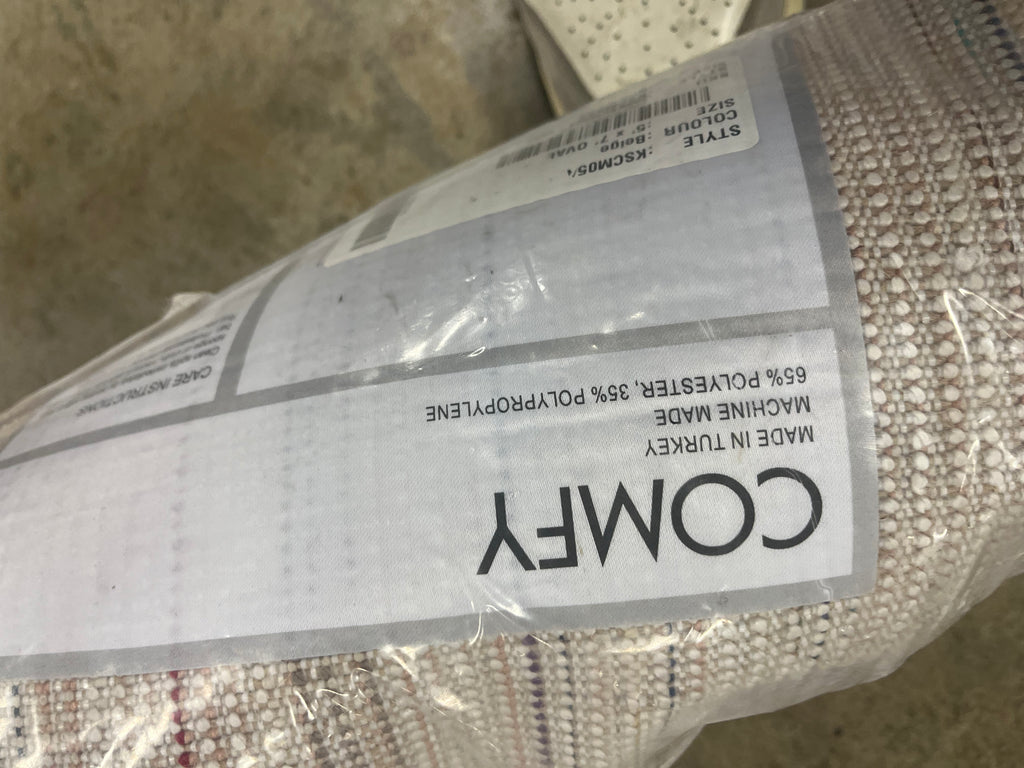 COMFY
MADE IN TURKEY
MACHINE MADE
65% POLYESTER, 35% POLYPROPYLENE
STYLE :KSCM05/
COLOUR :Beige, OVAL
SIZE :5' x 7'
CARE INSTRUCTIONS: